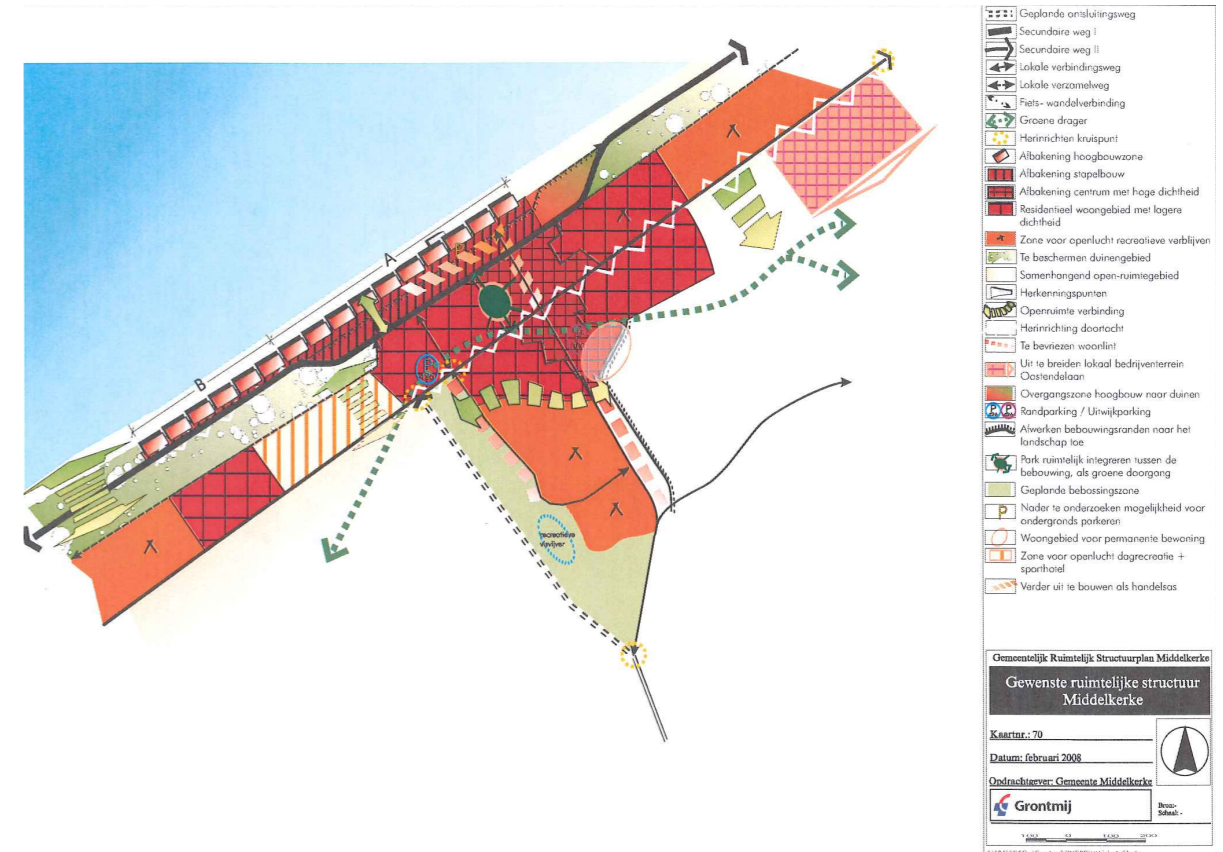 A
B
P
recreatieve
visvijver
Geplande ontsluitingsweg
Secundaire weg I
Secundaire weg II
Lokale verbindingsweg
Lokale verzamelweg
Fiets- wandelverbinding
Groene drager
Herinrichten kruispunt
Afbakening hoogbouwzone
Afbakening stapelbouw
Afbakening centrum met hoge dichtheid
Residentieel woongebied met lagere
dichtheid
Zone voor openlucht recreatieve verblijven
Te beschermen duinengebied
Samenhangend open-ruimtegebied
Herkenningspunten
Openruimte verbinding
Herinrichting doortocht
Te bevriezen woonlint
Uit te breiden lokaal bedrijventerrein
Oostendelaan
Overgangszone hoogbouw naar duinen
Randparking / Uitwijkparking
Afwerken bebouwingsranden naar het
landschap toe
Park ruimtelijk integreren tussen de
bebouwing, als groene doorgang
Geplande bebossingszone
P
Nader te onderzoeken mogelijkheid voor
ondergronds parkeren
Woongebied voor permanente bewoning
Zone voor openlucht dagrecreatie +
sporthotel
Verder uit te bouwen als handelsas
Gemeentelijk Ruimtelijk Structuurplan Middelkerke
Gewenste ruimtelijke structuur
Middelkerke
Kaartnr.: 70
Datum: februari 2008
Opdrachtgever: Gemeente Middelkerke
Grontmij
Bron:-
Schaal: -
100 0 100 200